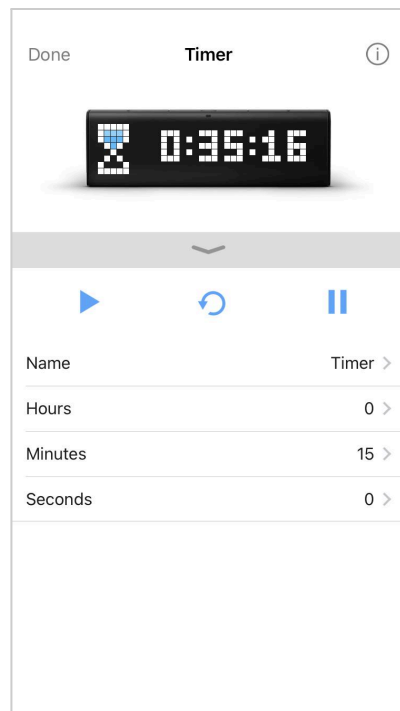 Done Timer i
0:35:16
Name Timer
Hours 0
Minutes 15
Seconds 0